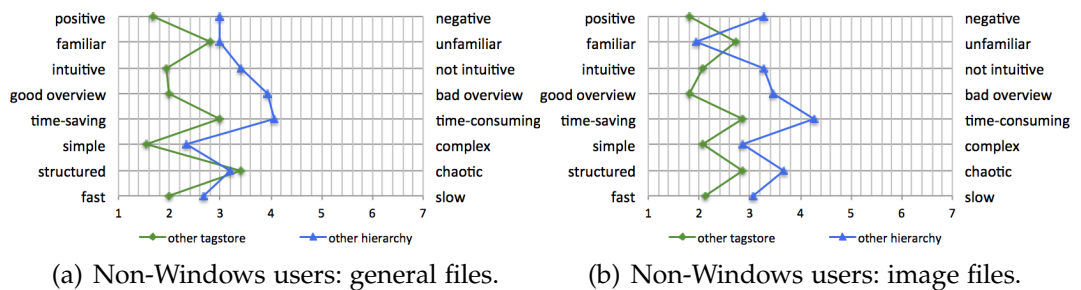 positive negative
familiar unfamiliar
intuitive not intuitive
good overview bad overview
time-saving time-consuming
simple complex
structured chaotic
fast slow
1 2 3 4 5 6 7
other tagstore other hierarchy
(a) Non-Windows users: general files.
positive negative
familiar unfamiliar
intuitive not intuitive
good overview bad overview
time-saving time-consuming
simple complex
structured chaotic
fast slow
1 2 3 4 5 6 7
other tagstore other hierarchy
(b) Non-Windows users: image files.